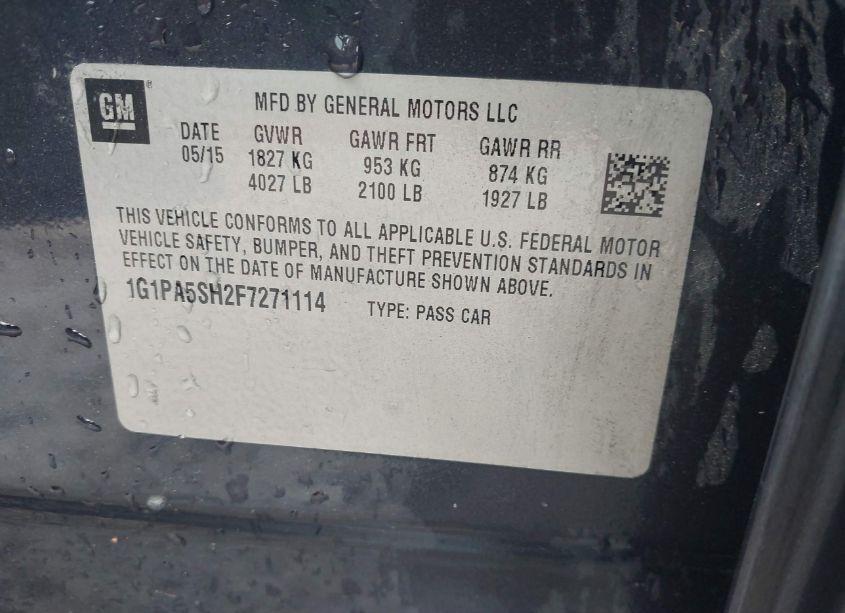 GM ®
MFD BY GENERAL MOTORS LLC
DATE GVWR GAWR FRT GAWR RR
05/15 1827 KG 953 KG 874 KG
4027 LB 2100 LB 1927 LB
THIS VEHICLE CONFORMS TO ALL APPLICABLE U.S. FEDERAL MOTOR
VEHICLE SAFETY, BUMPER, AND THEFT PREVENTION STANDARDS IN
EFFECT ON THE DATE OF MANUFACTURE SHOWN ABOVE.
1G1PA5SH2F7271114 TYPE: PASS CAR